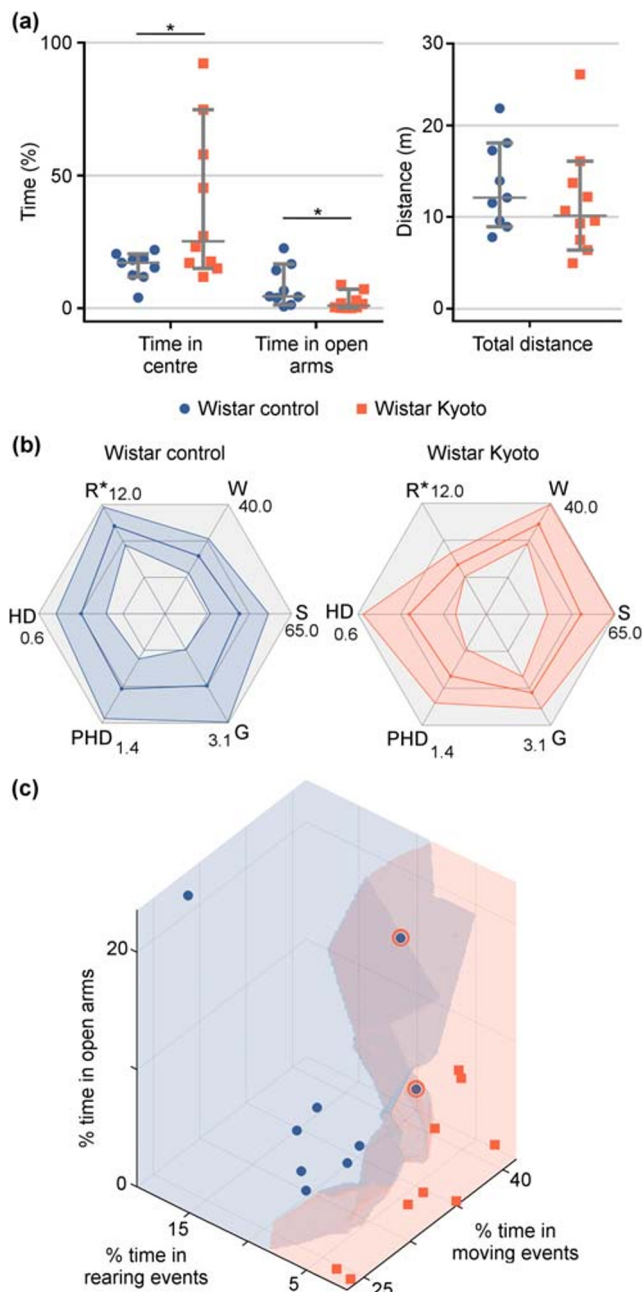 (a)
* 
*
100
50
0
Time (%)
Time in
centre
Time in open
arms
30
20
10
0
Distance (m)
Total distance
Wistar control
Wistar Kyoto
(b)
Wistar control
R* 12.0
W
40.0
S
65.0
G
3.1
PHD 1.4
HD
0.6
Wistar Kyoto
R* 12.0
W
40.0
S
65.0
G
3.1
PHD 1.4
HD
0.6
(c)
20
0
% time in open arms
15
5
% time in
rearing events
25
40
% time in
moving events